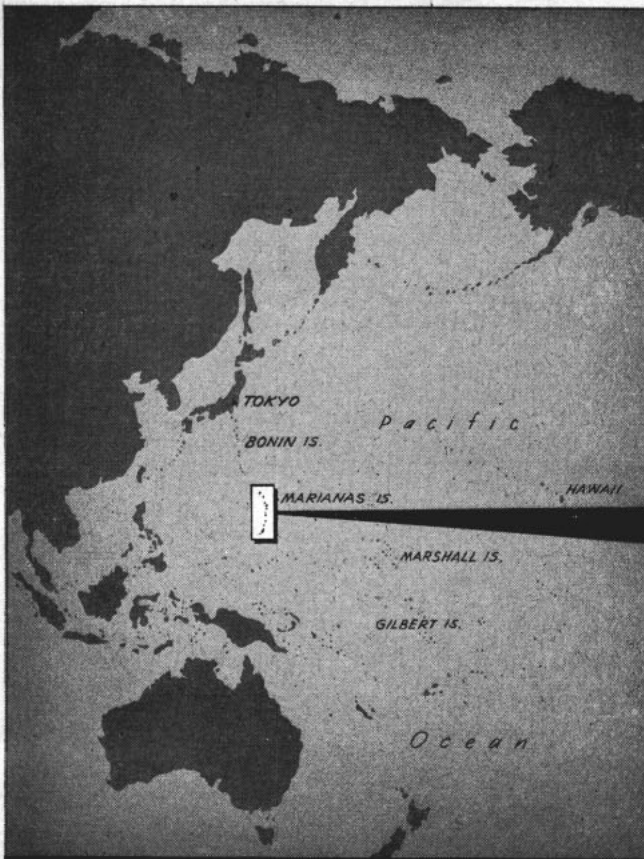 TOKYO
Pacific
BONIN IS.
HAWAII
MARIANAS IS.
MARSHALL IS.
GILBERT IS.
Ocean